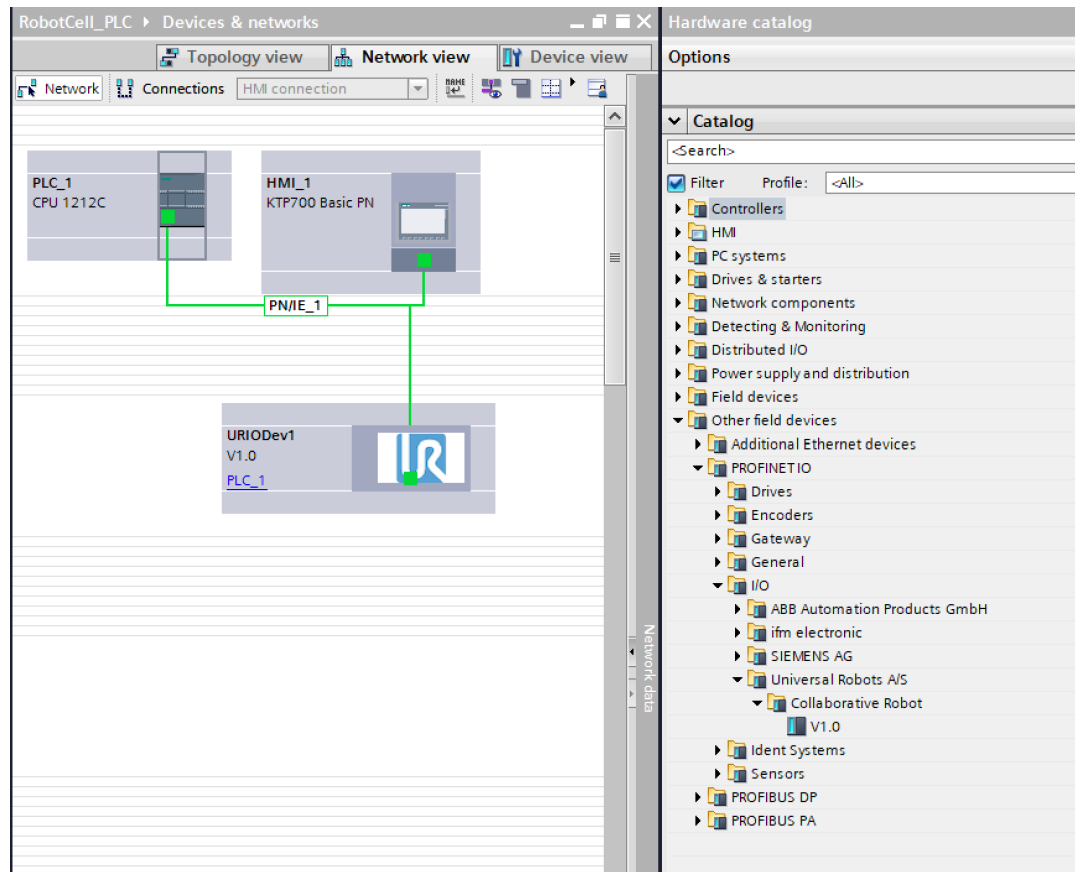 RobotCell_PLC ▸ Devices & networks
Topology view
Network view
Device view
Network
Connections
HMI connection
NAME
PLC_1
CPU 1212C
HMI_1
KTP700 Basic PN
PN/IE_1
URIODev1
V1.0
PLC_1
UR
Network data
Hardware catalog
Options
Catalog
<Search>
Filter
Profile:
<All>
Controllers
HMI
PC systems
Drives & starters
Network components
Detecting & Monitoring
Distributed I/O
Power supply and distribution
Field devices
Other field devices
Additional Ethernet devices
PROFINET IO
Drives
Encoders
Gateway
General
I/O
ABB Automation Products GmbH
ifm electronic
SIEMENS AG
Universal Robots A/S
Collaborative Robot
V1.0
Ident Systems
Sensors
PROFIBUS DP
PROFIBUS PA